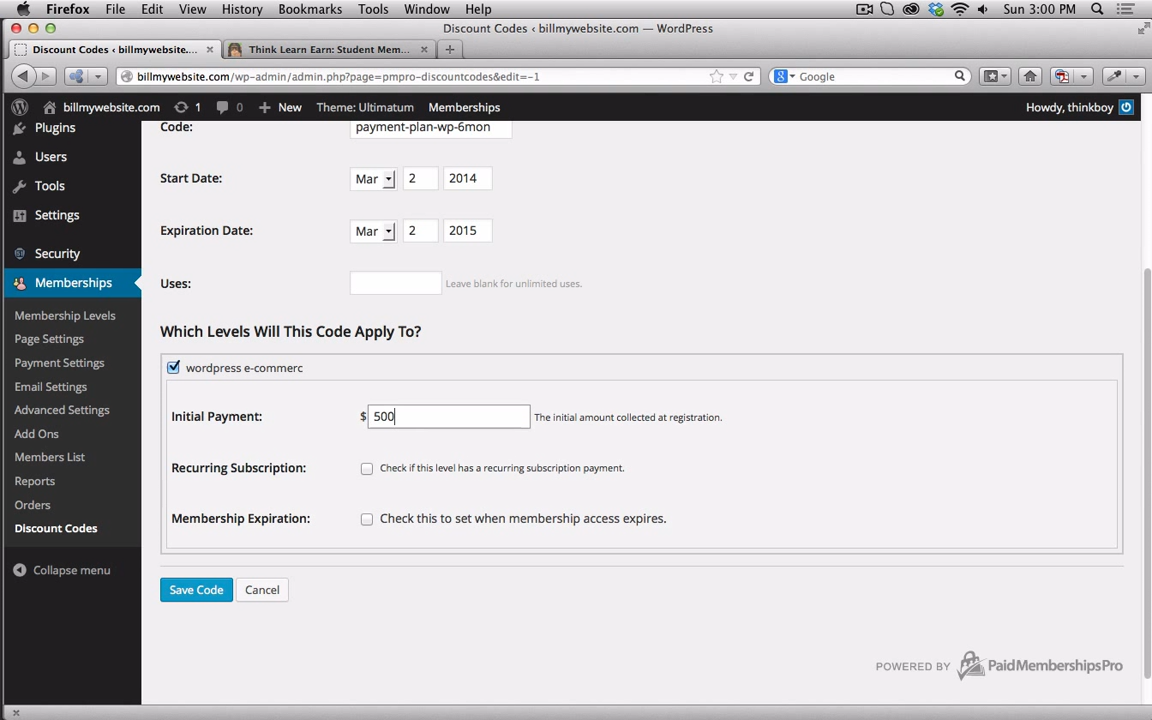 Firefox File Edit View History Bookmarks Tools Window Help Sun 3:00 PM
Discount Codes ‹ billmywebsite.com — WordPress
Discount Codes ‹ billmywebsite.... Think Learn Earn: Student Mem...
billmywebsite.com/wp-admin/admin.php?page=pmpro-discountcodes&edit=-1 Google
billmywebsite.com 1 0 New Theme: Ultimatum Memberships Howdy, thinkboy
Plugins
Users
Tools
Settings
Security
Memberships
Membership Levels
Page Settings
Payment Settings
Email Settings
Advanced Settings
Add Ons
Members List
Reports
Orders
Discount Codes
Collapse menu
Code: payment-plan-wp-6mon
Start Date: Mar 2 2014
Expiration Date: Mar 2 2015
Uses: Leave blank for unlimited uses.
Which Levels Will This Code Apply To?
wordpress e-commerc
Initial Payment: $ 500 The initial amount collected at registration.
Recurring Subscription: Check if this level has a recurring subscription payment.
Membership Expiration: Check this to set when membership access expires.
Save Code Cancel
POWERED BY PaidMembershipsPro